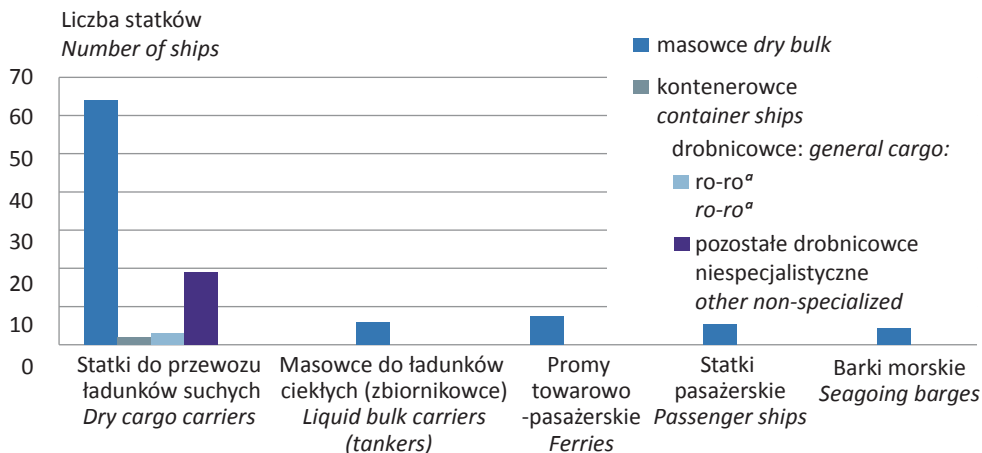 Liczba statków
Number of ships
70
60
50
40
30
20
10
0
masowce dry bulk
kontenerowce
container ships
drobnicowce: general cargo:
ro-roª
ro-roª
pozostałe drobnicowce
niespecjalistyczne
other non-specialized
Statki do przewozu
ładunków suchych
Dry cargo carriers
Masowce do ładunków
ciekłych (zbiornikowce)
Liquid bulk carriers
(tankers)
Promy
towarowo
-pasażerskie
Ferries
Statki
pasażerskie
Passenger ships
Barki morskie
Seagoing barges